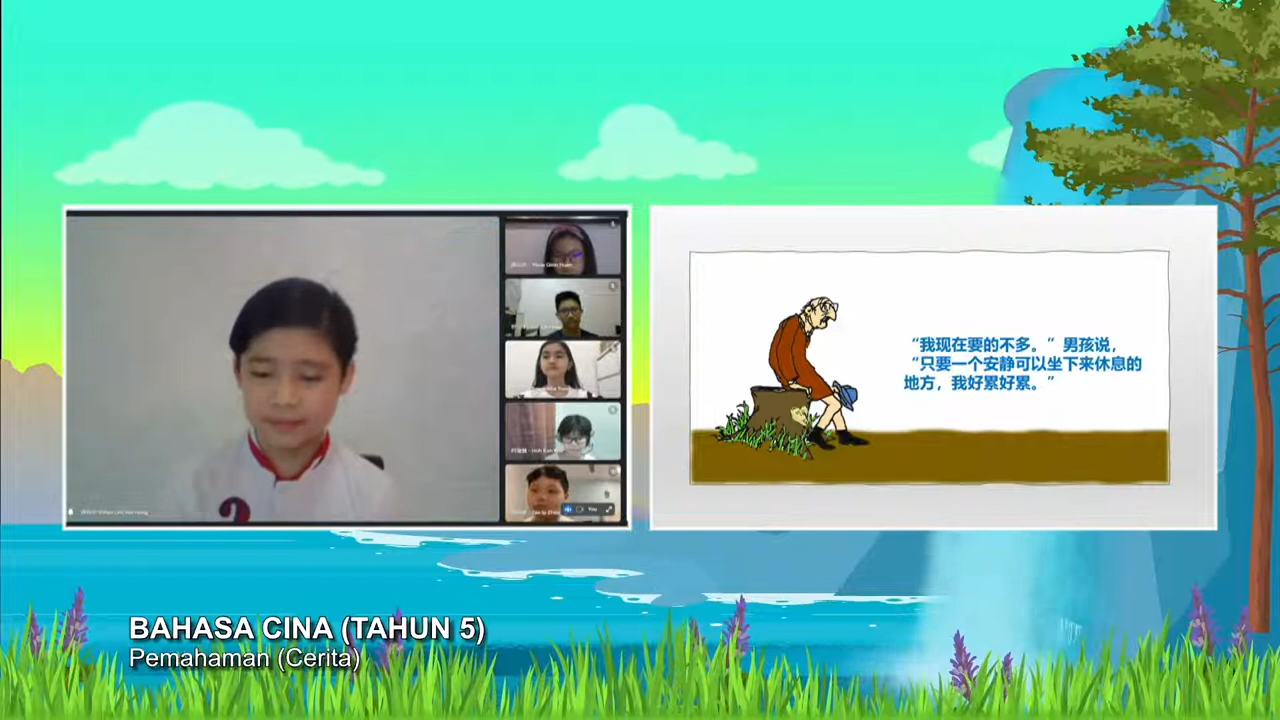 “我现在要的不多。”男孩说，
“只要一个安静可以坐下来休息的
地方，我好累好累。”
You
BAHASA CINA (TAHUN 5)
Pemahaman (Cerita)